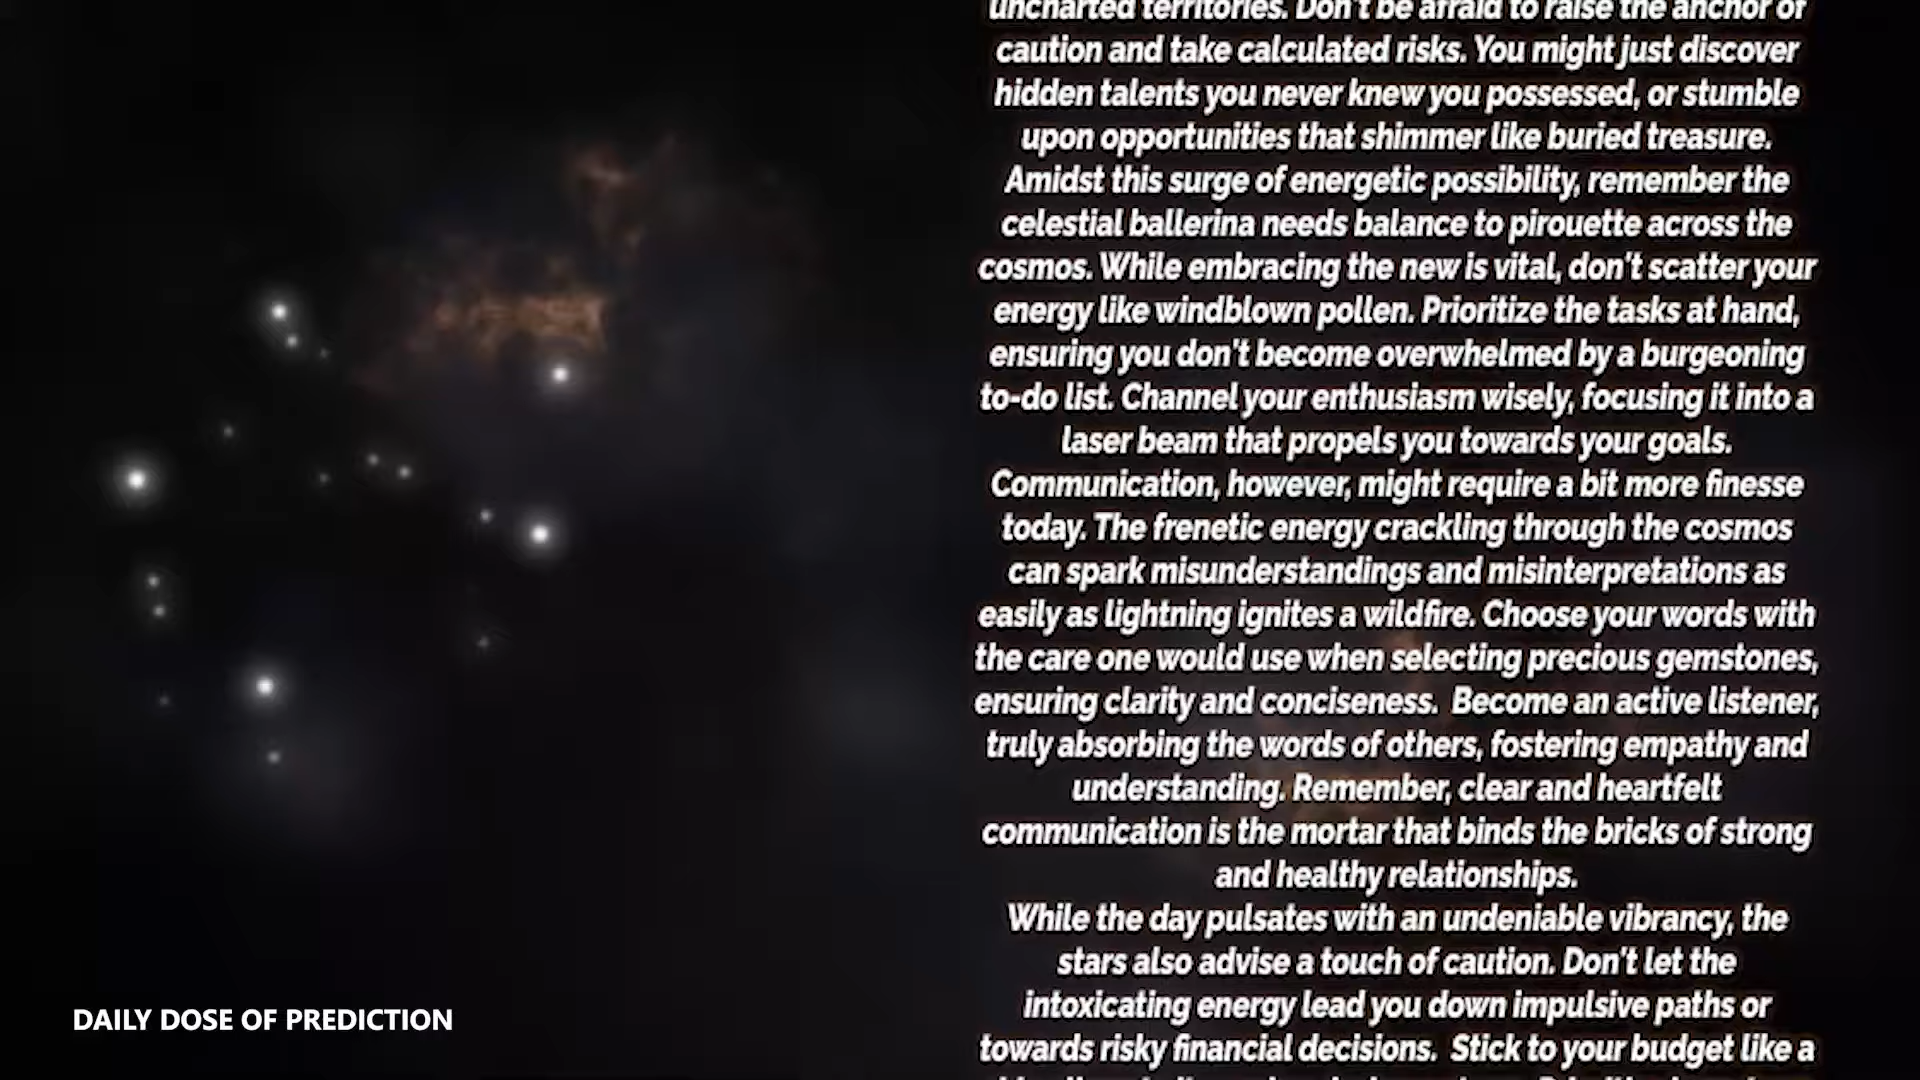 uncharted territories. Don't be afraid to raise the anchor of
caution and take calculated risks. You might just discover
hidden talents you never knew you possessed, or stumble
upon opportunities that shimmer like buried treasure.
Amidst this surge of energetic possibility, remember the
celestial ballerina needs balance to pirouette across the
cosmos. While embracing the new is vital, don't scatter your
energy like windblown pollen. Prioritize the tasks at hand,
ensuring you don't become overwhelmed by a burgeoning
to-do list. Channel your enthusiasm wisely, focusing it into a
laser beam that propels you towards your goals.
Communication, however, might require a bit more finesse
today. The frenetic energy crackling through the cosmos
can spark misunderstandings and misinterpretations as
easily as lightning ignites a wildfire. Choose your words with
the care one would use when selecting precious gemstones,
ensuring clarity and conciseness.  Become an active listener,
truly absorbing the words of others, fostering empathy and
understanding. Remember, clear and heartfelt
communication is the mortar that binds the bricks of strong
and healthy relationships.
While the day pulsates with an undeniable vibrancy, the
stars also advise a touch of caution. Don't let the
intoxicating energy lead you down impulsive paths or
towards risky financial decisions.  Stick to your budget like a
DAILY DOSE OF PREDICTION